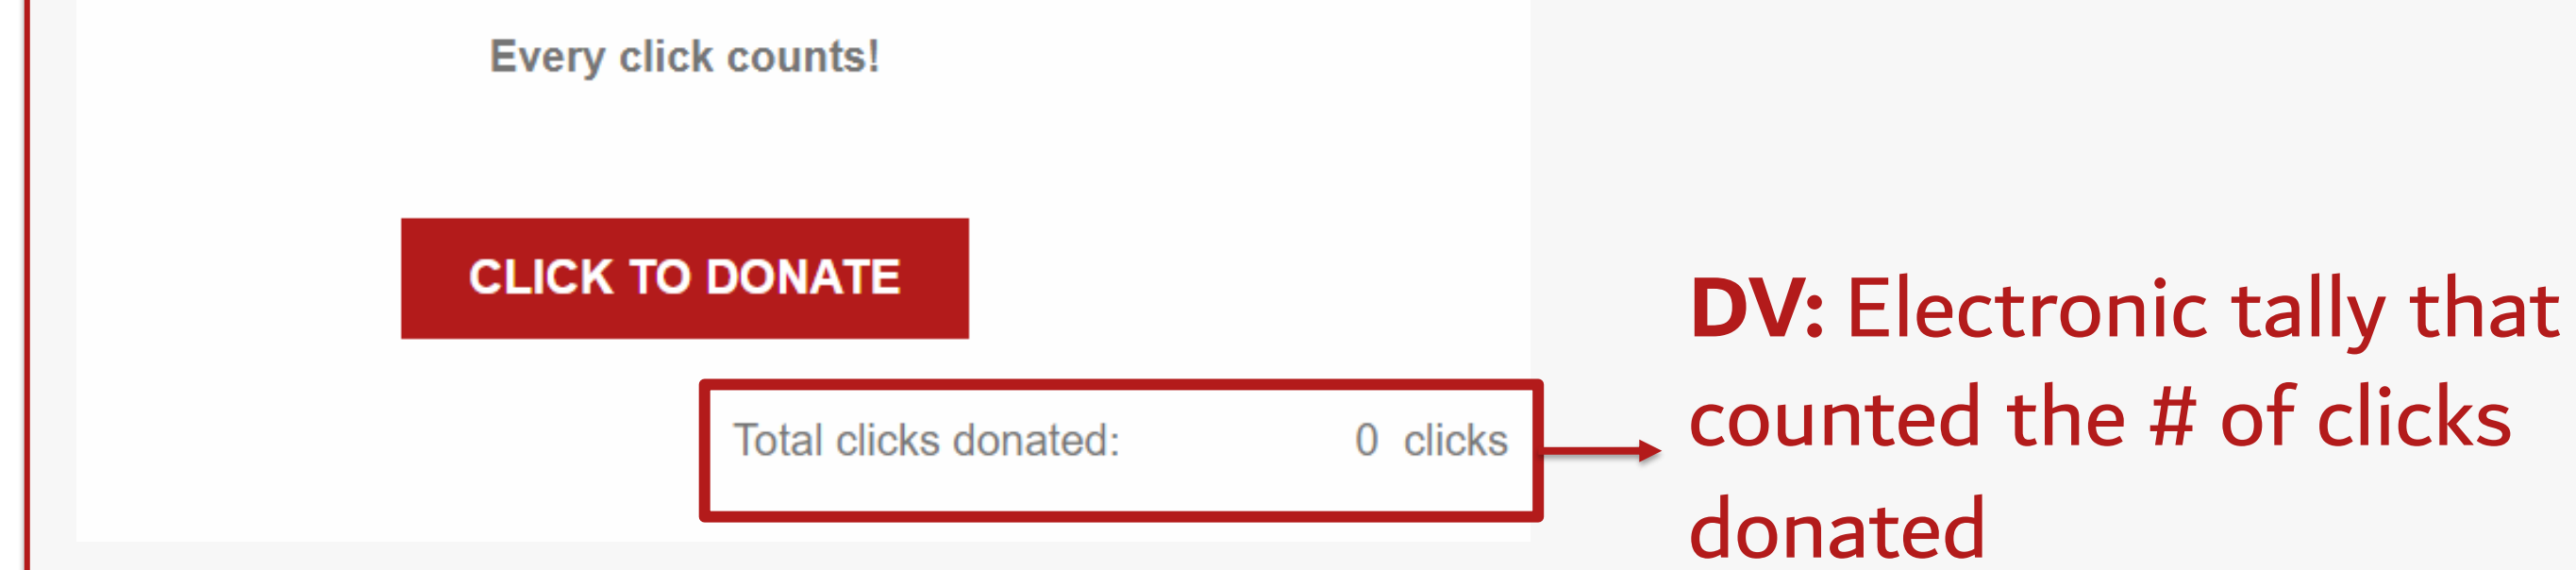 Every click counts!
CLICK TO DONATE
Total clicks donated: 0 clicks
DV: Electronic tally that
counted the # of clicks
donated